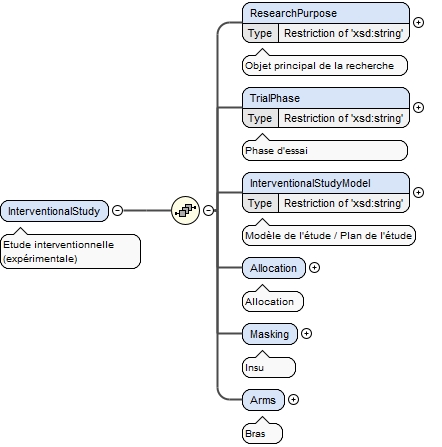 ResearchPurpose
Type Restriction of 'xsd:string'
Objet principal de la recherche
TrialPhase
Type Restriction of 'xsd:string'
Phase d'essai
InterventionalStudyModel
Type Restriction of 'xsd:string'
Modèle de l'étude / Plan de l'étude
InterventionalStudy
Etude interventionnelle
(expérimentale)
Allocation
Allocation
Masking
Insu
Arms
Bras